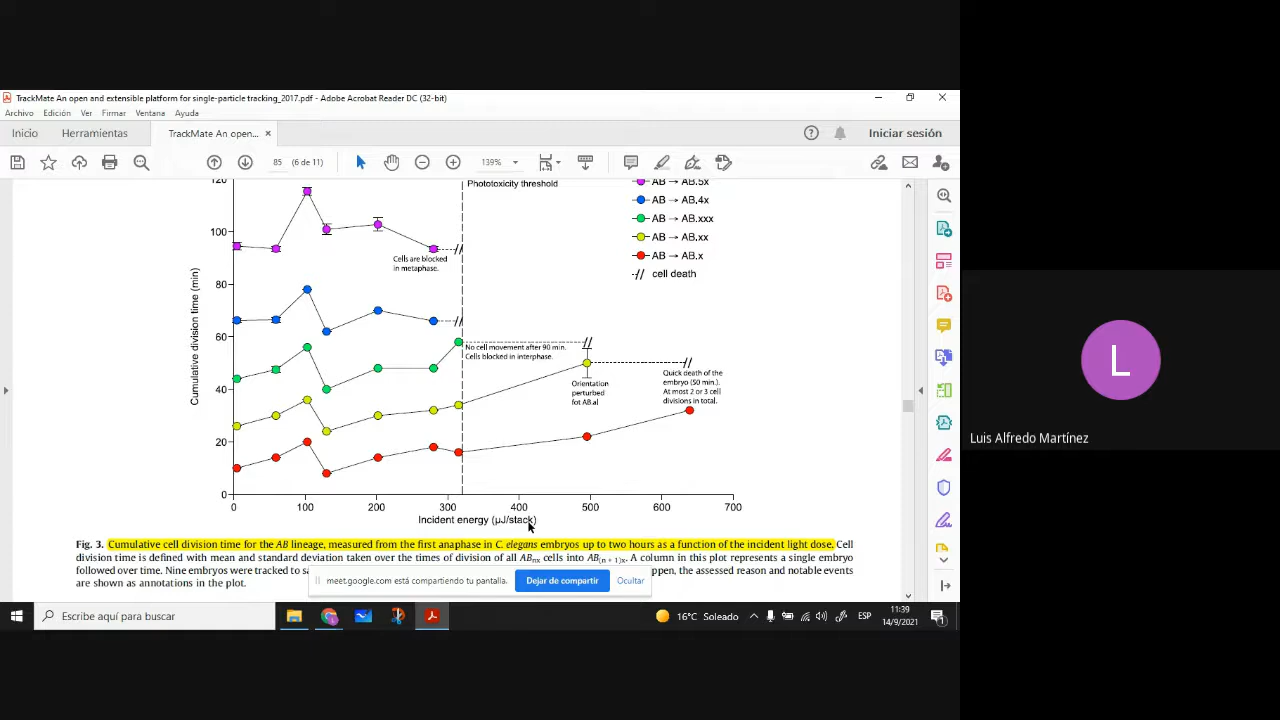 TrackMate An open and extensible platform for single-particle tracking_2017.pdf - Adobe Acrobat Reader DC (32-bit)
Archivo Edición Ver Firmar Ventana Ayuda
Inicio Herramientas TrackMate An open... × Iniciar sesión
85 (6 de 11) 139%
120 Phototoxicity threshold
AB → AB.5x
AB → AB.4x
AB → AB.xxx
AB → AB.xx
AB → AB.x
cell death
100
80
60
40
20
0
Cumulative division time (min)
Cells are blocked
in metaphase.
No cell movement after 90 min.
Cells blocked in interphase.
Orientation
perturbed
fot AB.al
Quick death of the
embryo (50 min.).
At most 2 or 3 cell
divisions in total.
0 100 200 300 400 500 600 700
Incident energy (µJ/stack)
Fig. 3. Cumulative cell division time for the AB lineage, measured from the first anaphase in C. elegans embryos up to two hours as a function of the incident light dose. Cell
division time is defined with mean and standard deviation taken over the times of division of all ABnx cells into AB(n + 1)x. A column in this plot represents a single embryo
followed over time. Nine embryos were tracked to ppen, the assessed reason and notable events
are shown as annotations in the plot.
meet.google.com está compartiendo tu pantalla. Dejar de compartir Ocultar
Escribe aquí para buscar 16°C Soleado ESP 11:39
14/9/2021
1
L
Luis Alfredo Martínez